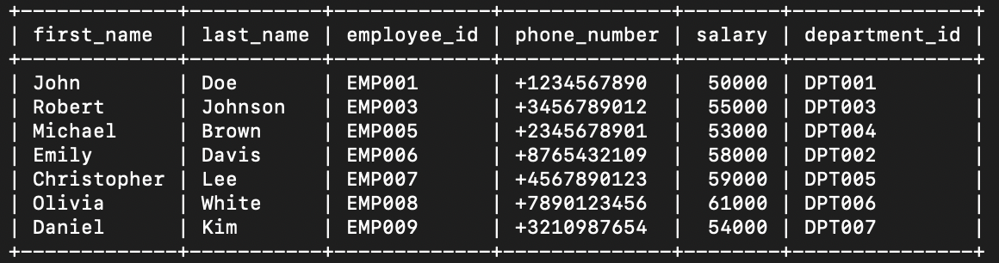 +-------------+-----------+-------------+--------------+--------+---------------+
| first_name  | last_name | employee_id | phone_number | salary | department_id |
+-------------+-----------+-------------+--------------+--------+---------------+
| John        | Doe       | EMP001      | +1234567890  |  50000 | DPT001        |
| Robert      | Johnson   | EMP003      | +3456789012  |  55000 | DPT003        |
| Michael     | Brown     | EMP005      | +2345678901  |  53000 | DPT004        |
| Emily       | Davis     | EMP006      | +8765432109  |  58000 | DPT002        |
| Christopher | Lee       | EMP007      | +4567890123  |  59000 | DPT005        |
| Olivia      | White     | EMP008      | +7890123456  |  61000 | DPT006        |
| Daniel      | Kim       | EMP009      | +3210987654  |  54000 | DPT007        |
+-------------+-----------+-------------+--------------+--------+---------------+